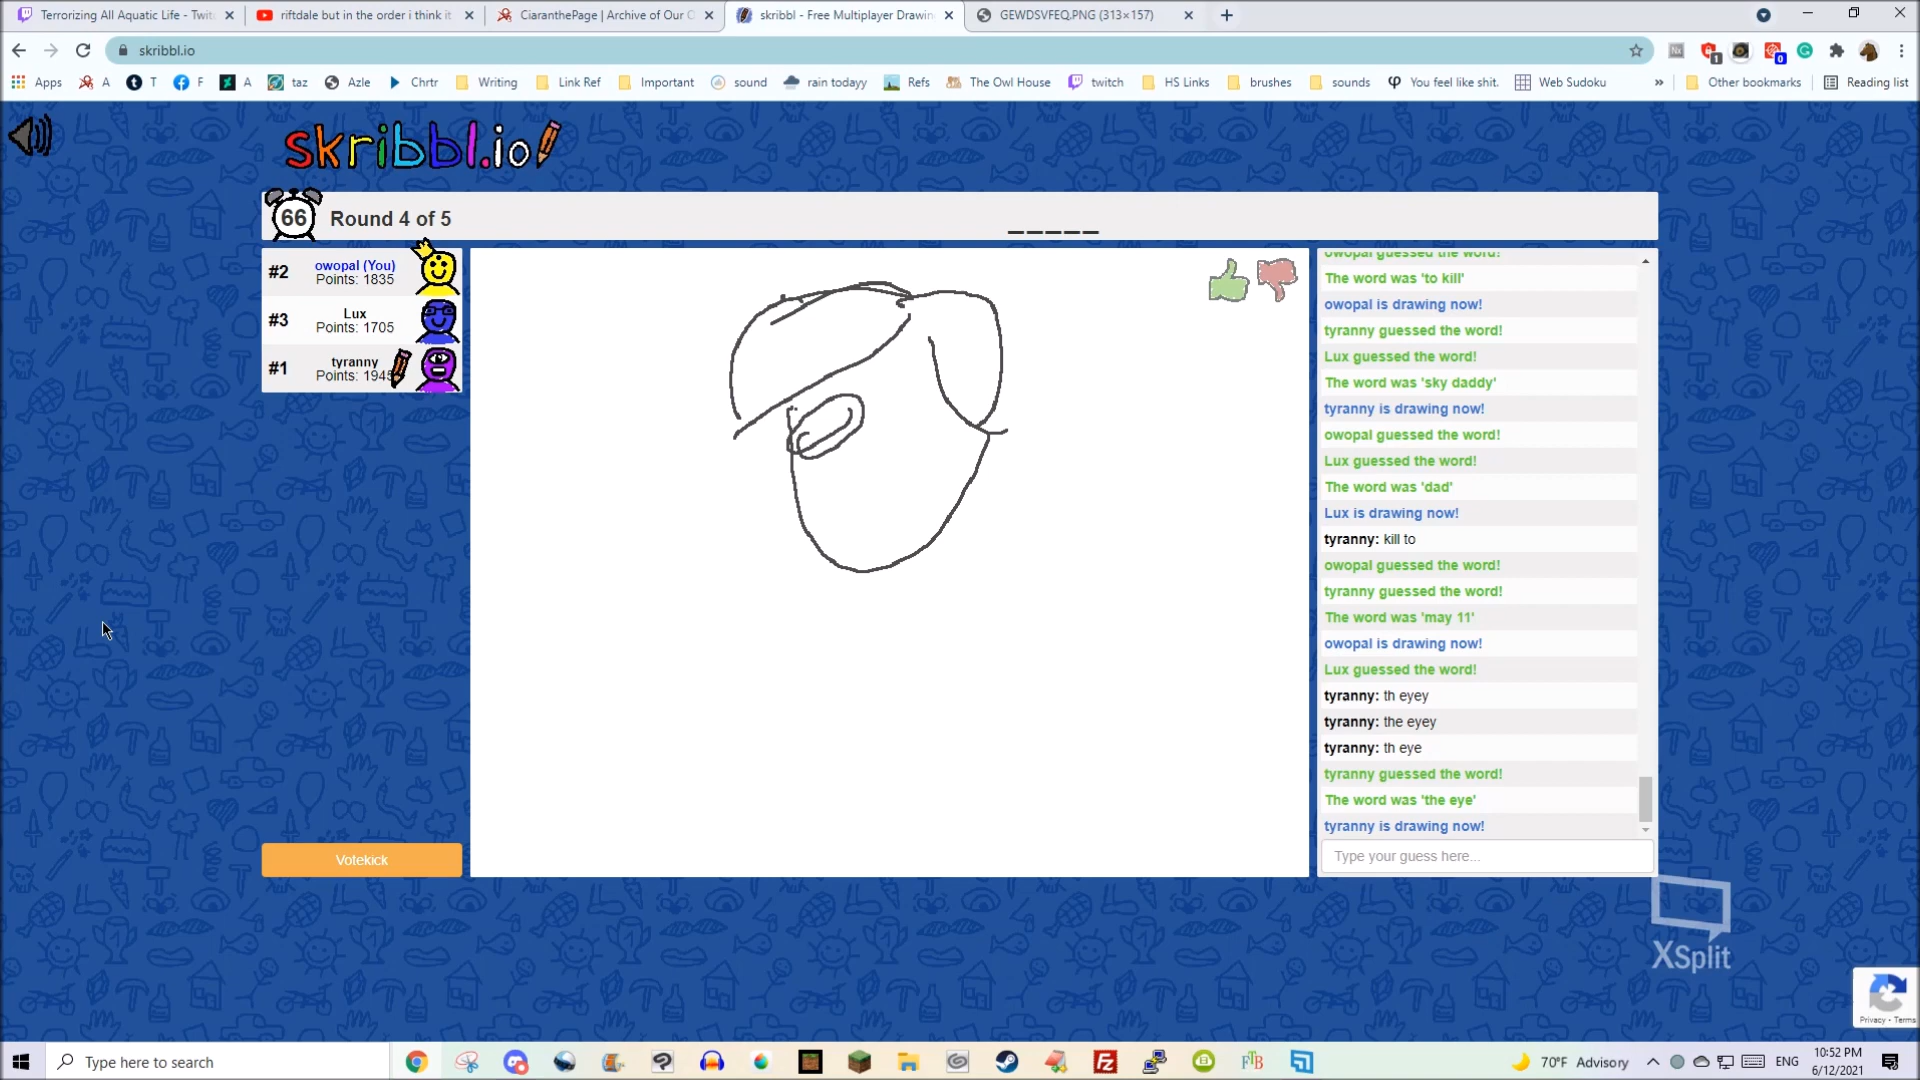 Terrorizing All Aquatic Life - Twit
riftdale but in the order i think it
CiaranthePage | Archive of Our O
skribbl - Free Multiplayer Drawin
GEWDSVFEQ.PNG (313×157)
skribbl.io
Apps
A
T
F
A
taz
Azle
Chrtr
Writing
Link Ref
Important
sound
rain todayy
Refs
The Owl House
twitch
HS Links
brushes
sounds
You feel like shit.
Web Sudoku
»
Other bookmarks
Reading list
skribbl.io
66
Round 4 of 5
_____
#2
owopal (You)
Points: 1835
#3
Lux
Points: 1705
#1
tyranny
Points: 1945
owopal guessed the word!
The word was 'to kill'
owopal is drawing now!
tyranny guessed the word!
Lux guessed the word!
The word was 'sky daddy'
tyranny is drawing now!
owopal guessed the word!
Lux guessed the word!
The word was 'dad'
Lux is drawing now!
tyranny: kill to
owopal guessed the word!
tyranny guessed the word!
The word was 'may 11'
owopal is drawing now!
Lux guessed the word!
tyranny: th eyey
tyranny: the eyey
tyranny: th eye
tyranny guessed the word!
The word was 'the eye'
tyranny is drawing now!
Type your guess here...
Votekick
XSplit
Privacy - Terms
Type here to search
FTB
70°F Advisory
ENG
10:52 PM
6/12/2021